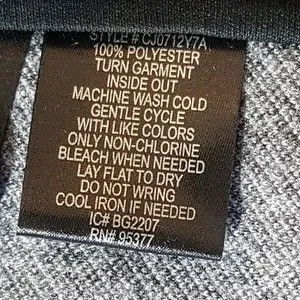 STYLE # CJ0712Y7A
100% POLYESTER
TURN GARMENT
INSIDE OUT
MACHINE WASH COLD
GENTLE CYCLE
WITH LIKE COLORS
ONLY NON-CHLORINE
BLEACH WHEN NEEDED
LAY FLAT TO DRY
DO NOT WRING
COOL IRON IF NEEDED
IC# BG2207
RN# 95377